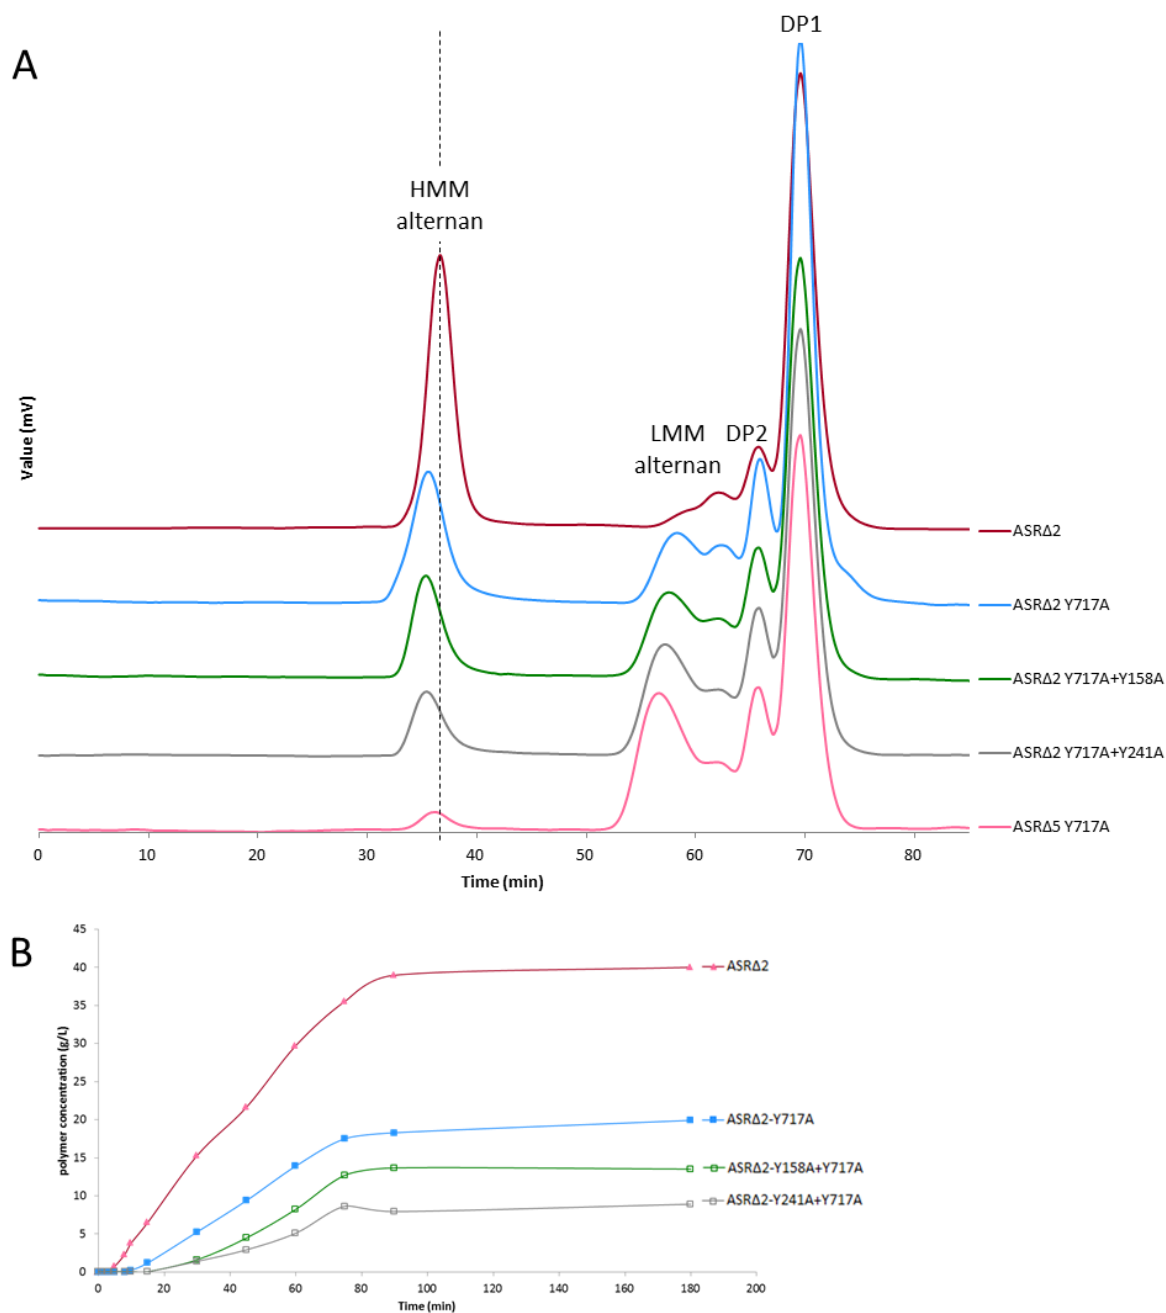 DP1
A
HMM
alternan
Value (mV)
LMM
alternan
DP2
ASRΔ2
ASRΔ2 Y717A
ASRΔ2 Y717A+Y158A
ASRΔ2 Y717A+Y241A
ASRΔ5 Y717A
0 10 20 30 40 50 60 70 80
Time (min)
B
polymer concentration (g/L)
45
40
35
30
25
20
15
10
5
0
ASRΔ2
ASRΔ2-Y717A
ASRΔ2-Y158A+Y717A
ASRΔ2-Y241A+Y717A
0 20 40 60 80 100 120 140 160 180 200
Time (min)